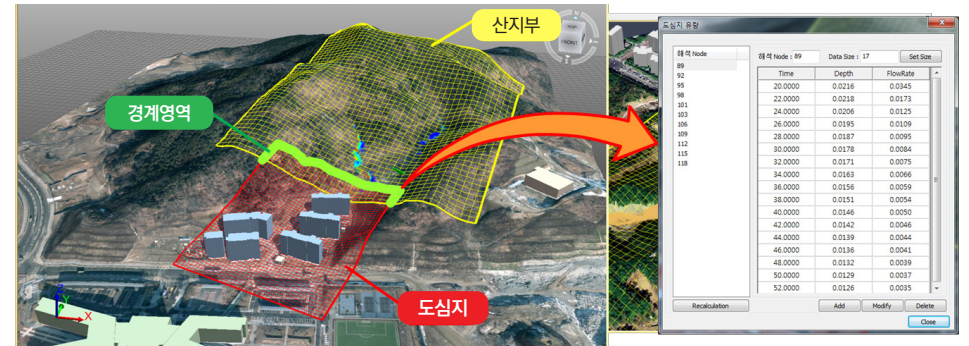 산지부
경계영역
도심지
FRONT
Z
Y
X
도심지 유량
해석 Node
해석 Node : 89 Data Size : 17 Set Size
89
92
95
98
101
103
106
109
112
115
118
Time Depth FlowRate
20.0000 0.0216 0.0345
22.0000 0.0218 0.0173
24.0000 0.0206 0.0125
26.0000 0.0195 0.0109
28.0000 0.0187 0.0095
30.0000 0.0178 0.0084
32.0000 0.0171 0.0075
34.0000 0.0163 0.0066
36.0000 0.0156 0.0059
38.0000 0.0151 0.0054
40.0000 0.0146 0.0050
42.0000 0.0142 0.0046
44.0000 0.0139 0.0044
46.0000 0.0136 0.0041
48.0000 0.0132 0.0039
50.0000 0.0129 0.0037
52.0000 0.0126 0.0035
Recalculation Add Modify Delete
Close